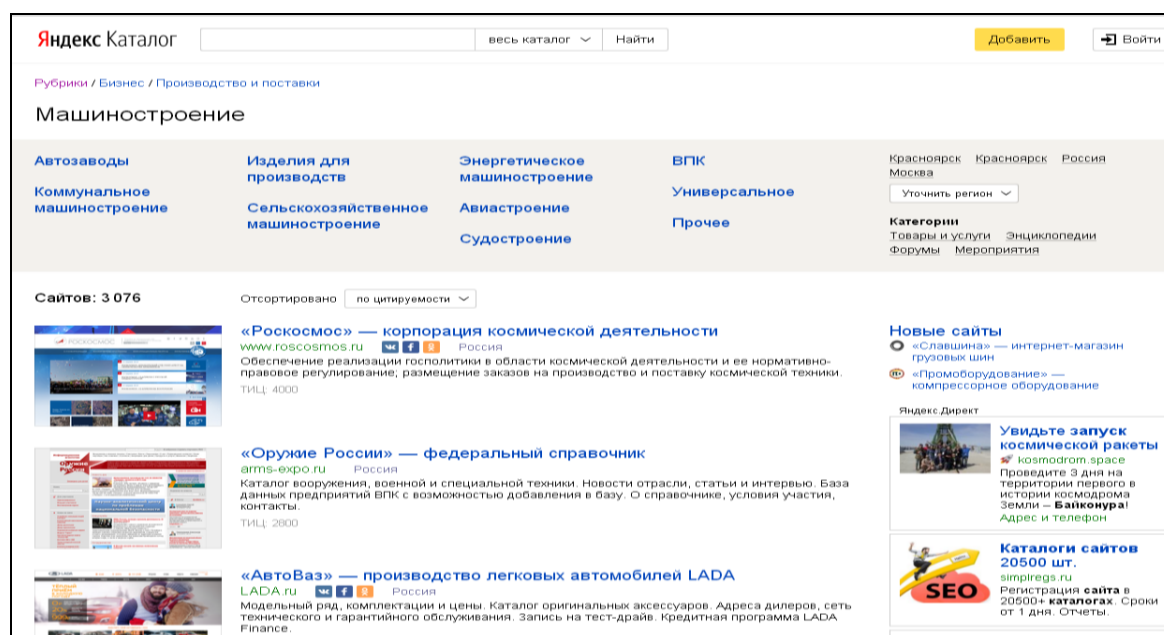 Яндекс Каталог
весь каталог
Найти
Добавить
Войти
Рубрики / Бизнес / Производство и поставки
Машиностроение
Автозаводы
Коммунальное
машиностроение
Изделия для
производств
Сельскохозяйственное
машиностроение
Энергетическое
машиностроение
Авиастроение
Судостроение
ВПК
Универсальное
Прочее
Красноярск Красноярск Россия
Москва
Уточнить регион
Категории
Товары и услуги Энциклопедии
Форумы Мероприятия
Сайтов: 3 076
Отсортировано по цитируемости
«Роскосмос» — корпорация космической деятельности
www.roscosmos.ru Россия
Обеспечение реализации госполитики в области космической деятельности и ее нормативно-
правовое регулирование; размещение заказов на производство и поставку космической техники.
ТИЦ: 4000
«Оружие России» — федеральный справочник
arms-expo.ru Россия
Каталог вооружения, военной и специальной техники. Новости отрасли, статьи и интервью. База
данных предприятий ВПК с возможностью добавления в базу. О справочнике, условия участия,
контакты.
ТИЦ: 2800
«АвтоВаз» — производство легковых автомобилей LADA
LADA.ru Россия
Модельный ряд, комплектации и цены. Каталог оригинальных аксессуаров. Адреса дилеров, сеть
технического и гарантийного обслуживания. Запись на тест-драйв. Кредитная программа LADA
Finance.
Новые сайты
«Славшина» — интернет-магазин
грузовых шин
«Промоборудование» —
компрессорное оборудование
Яндекс.Директ
Увидьте запуск
космической ракеты
kosmodrom.space
Проведите 3 дня на
территории первого в
истории космодрома
Земли – Байконура!
Адрес и телефон
SEO
Каталоги сайтов
20500 шт.
simpleregs.ru
Регистрация сайта в
20500+ каталогах. Сроки
от 1 дня. Отчеты.